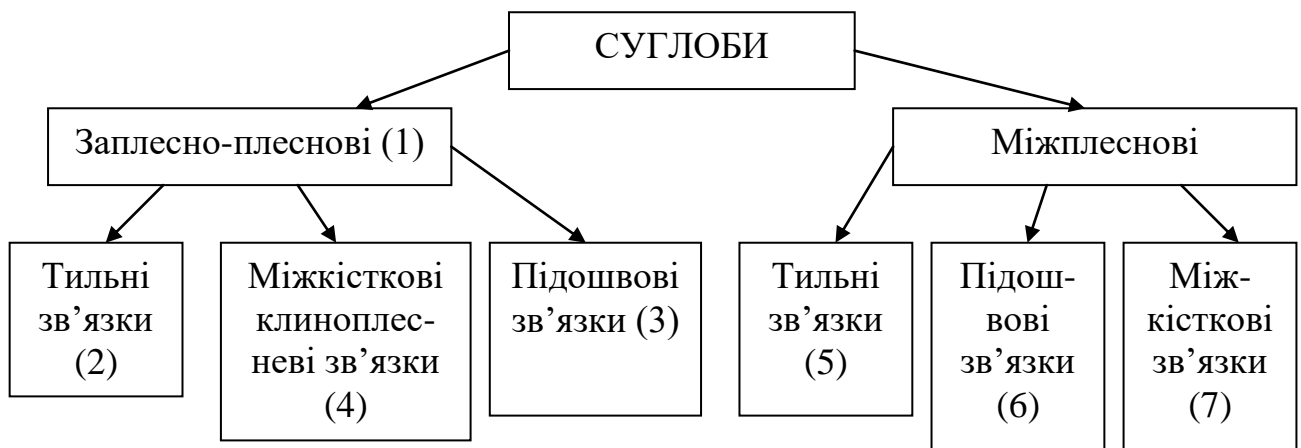 СУГЛОБИ
Заплесно-плеснові (1)
Міжплеснові
Тильні
зв’язки
(2)
Міжкісткові
клиноплес-
неві зв’язки
(4)
Підошвові
зв’язки (3)
Тильні
зв’язки
(5)
Підош-
вові
зв’язки
(6)
Між-
кісткові
зв’язки
(7)